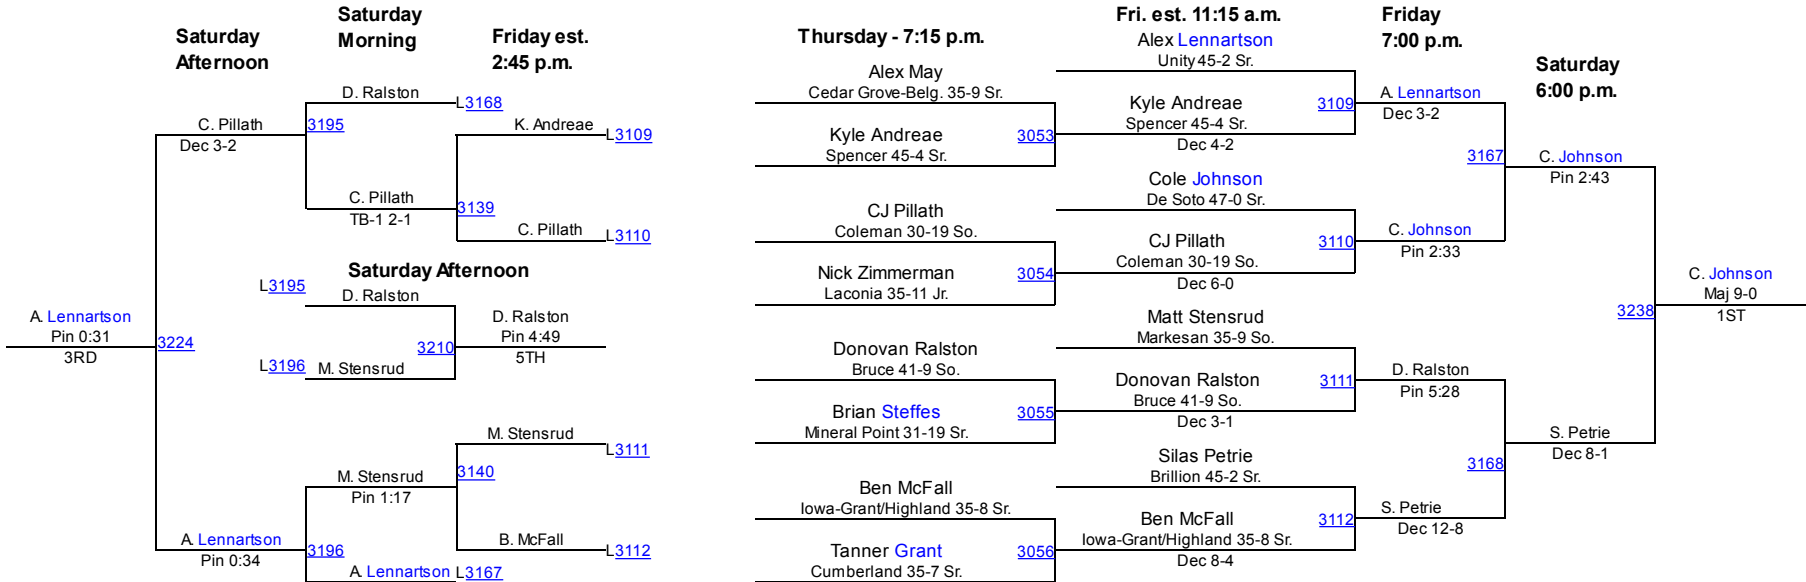 Saturday
Afternoon
Saturday
Morning
Friday est.
2:45 p.m.
Thursday - 7:15 p.m.
Fri. est. 11:15 a.m.
Friday
7:00 p.m.
Saturday
6:00 p.m.
D. Ralston
L3168
C. Pillath
Dec 3-2
3195
K. Andreae
L3109
C. Pillath
TB-1 2-1
3139
C. Pillath
L3110
Saturday Afternoon
L3195
D. Ralston
A. Lennartson
Pin 0:31
3RD
3224
3210
D. Ralston
Pin 4:49
5TH
L3196
M. Stensrud
M. Stensrud
L3111
M. Stensrud
Pin 1:17
3140
A. Lennartson
Pin 0:34
3196
B. McFall
L3112
A. Lennartson
L3167
Alex May
Cedar Grove-Belg. 35-9 Sr.
Kyle Andreae
Spencer 45-4 Sr.
3053
CJ Pillath
Coleman 30-19 So.
Nick Zimmerman
Laconia 35-11 Jr.
3054
Donovan Ralston
Bruce 41-9 So.
Brian Steffes
Mineral Point 31-19 Sr.
3055
Ben McFall
Iowa-Grant/Highland 35-8 Sr.
Tanner Grant
Cumberland 35-7 Sr.
3056
Alex Lennartson
Unity 45-2 Sr.
Kyle Andreae
Spencer 45-4 Sr.
Dec 4-2
3109
Cole Johnson
De Soto 47-0 Sr.
CJ Pillath
Coleman 30-19 So.
Dec 6-0
3110
Matt Stensrud
Markesan 35-9 So.
Donovan Ralston
Bruce 41-9 So.
Dec 3-1
3111
Silas Petrie
Brillion 45-2 Sr.
Ben McFall
Iowa-Grant/Highland 35-8 Sr.
Dec 8-4
3112
A. Lennartson
Dec 3-2
3167
C. Johnson
Pin 2:33
D. Ralston
Pin 5:28
3168
S. Petrie
Dec 12-8
C. Johnson
Pin 2:43
S. Petrie
Dec 8-1
3238
C. Johnson
Maj 9-0
1ST